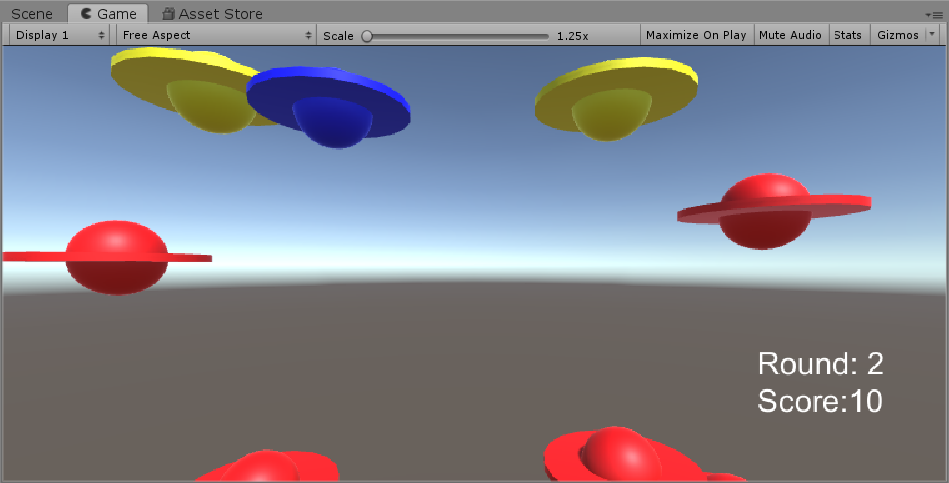 Scene Game Asset Store
Display 1 Free Aspect Scale 1.25x Maximize On Play Mute Audio Stats Gizmos
Round: 2
Score:10